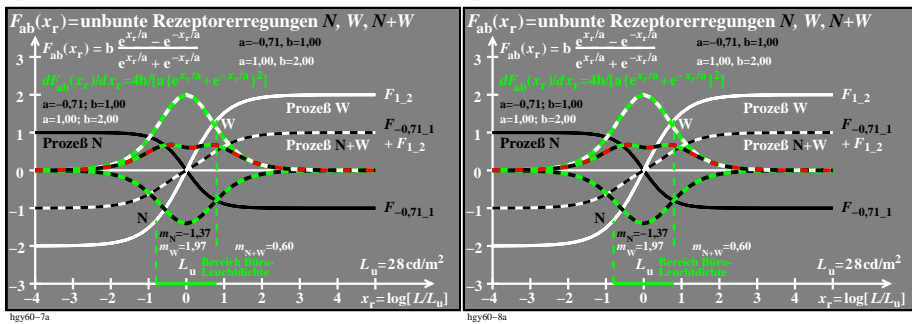 F_ab(x_r)=unbunte Rezeptorerregungen N, W, N+W
F_ab(x_r) = b (e^{x_r/a} − e^{−x_r/a}) / (e^{x_r/a} + e^{−x_r/a})
a=−0,71, b=1,00
a=1,00, b=2,00
dF_ab(x_r)/dx_r=4b/[a{e^{x_r/a}+e^{−x_r/a}}^2]
a=−0,71; b=1,00
a=1,00; b=2,00
Prozeß W
F_1_2
W
F_−0,71_1
Prozeß N
Prozeß N+W
+ F_1_2
N
F_−0,71_1
m_N=−1,37
m_W=1,97
m_N+W=0,60
Bereich Büro-
Leuchtdichte
L_u
L_u=28cd/m^2
3
2
1
0
−1
−2
−3
−4 −3 −2 −1 0 1 2 3 4 5
x_r=log[L/L_u]
hgy60−7a
F_ab(x_r)=unbunte Rezeptorerregungen N, W, N+W
F_ab(x_r) = b (e^{x_r/a} − e^{−x_r/a}) / (e^{x_r/a} + e^{−x_r/a})
a=−0,71, b=1,00
a=1,00, b=2,00
dF_ab(x_r)/dx_r=4b/[a{e^{x_r/a}+e^{−x_r/a}}^2]
a=−0,71; b=1,00
a=1,00; b=2,00
Prozeß W
F_1_2
W
F_−0,71_1
Prozeß N
Prozeß N+W
+ F_1_2
N
F_−0,71_1
m_N=−1,37
m_W=1,97
m_N+W=0,60
Bereich Büro-
Leuchtdichte
L_u
L_u=28cd/m^2
3
2
1
0
−1
−2
−3
−4 −3 −2 −1 0 1 2 3 4 5
x_r=log[L/L_u]
hgy60−8a